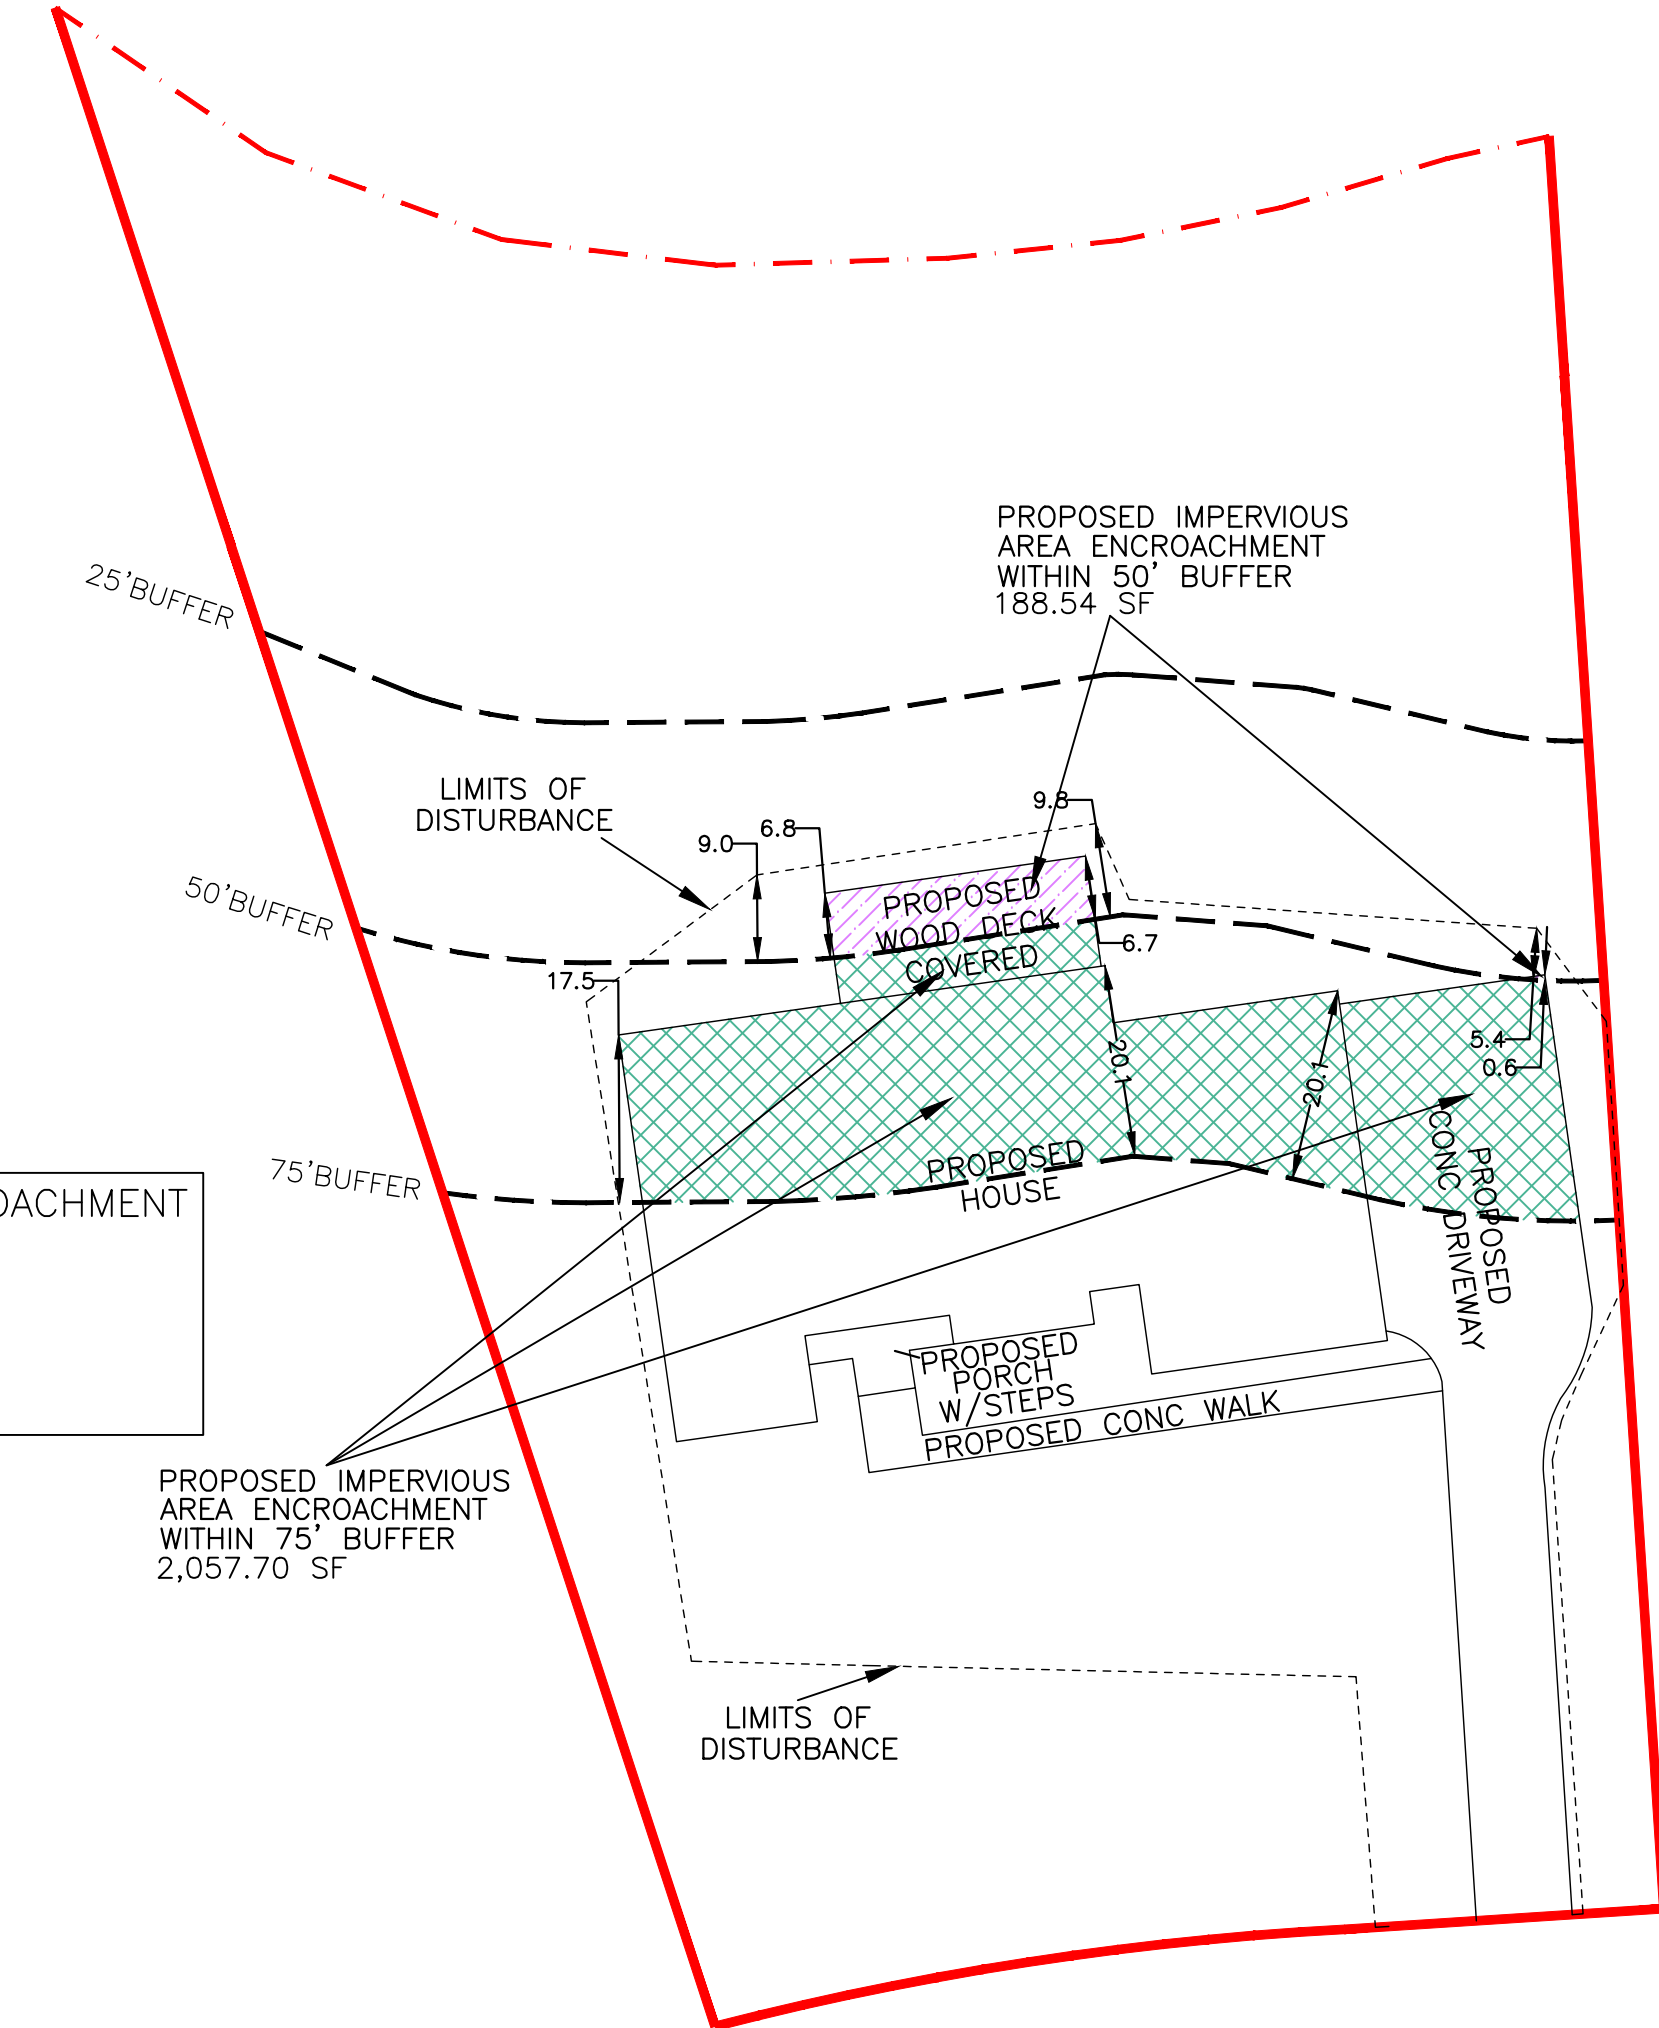 PROPOSED IMPERVIOUS
AREA ENCROACHMENT
WITHIN 50' BUFFER
188.54 SF
25'BUFFER
LIMITS OF
DISTURBANCE
9.0
6.8
9.8
50'BUFFER
PROPOSED
WOOD DECK
COVERED
6.7
17.5
5.4
0.6
20.1
20.1
75'BUFFER
PROPOSED
HOUSE
PROPOSED
CONC DRIVEWAY
OACHMENT
PROPOSED
PORCH
W/STEPS
PROPOSED CONC WALK
PROPOSED IMPERVIOUS
AREA ENCROACHMENT
WITHIN 75' BUFFER
2,057.70 SF
LIMITS OF
DISTURBANCE